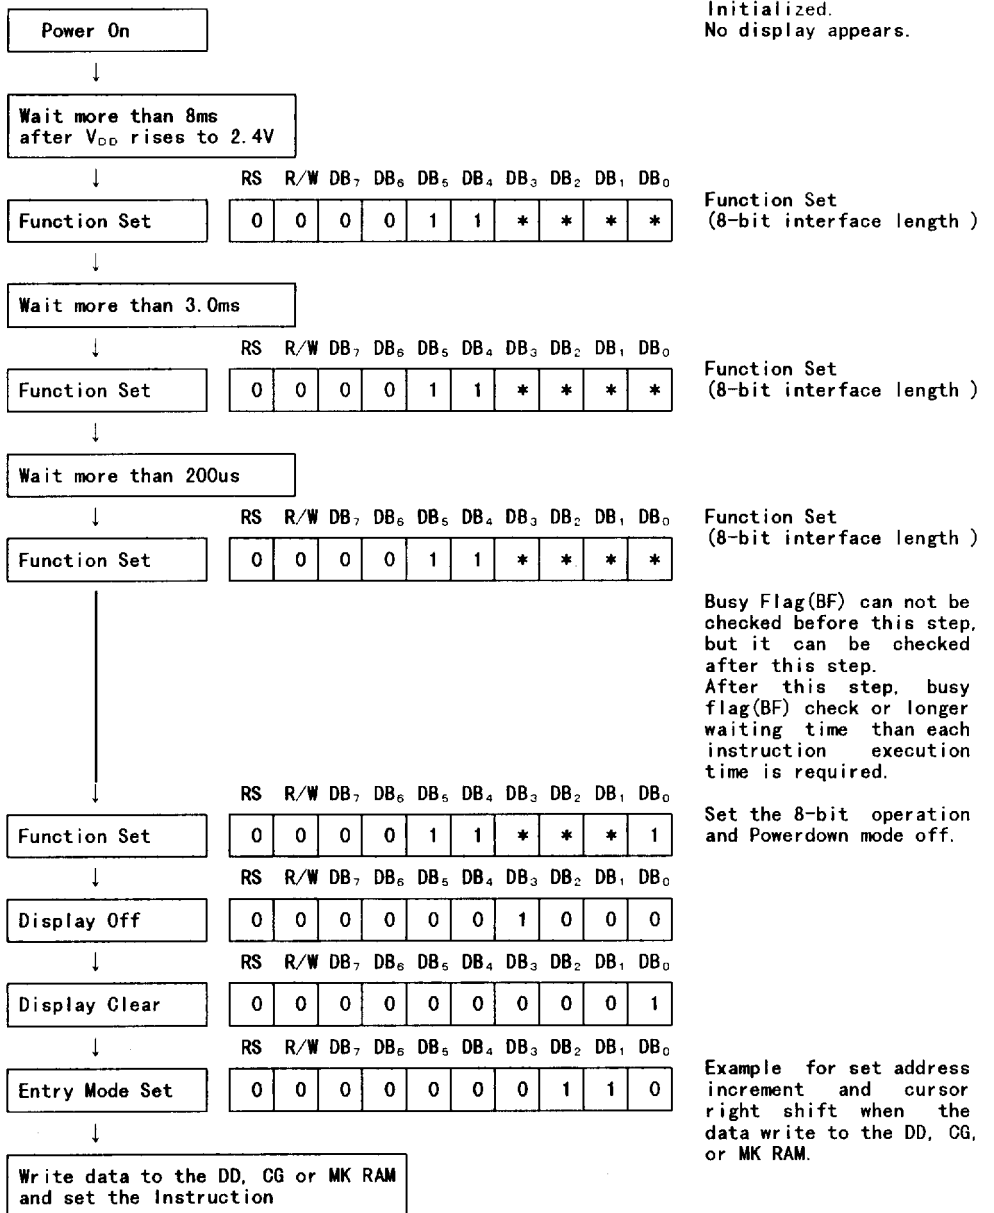 Initialized.
No display appears.
Power On
↓
Wait more than 8ms
after V_DD rises to 2.4V
↓
RS R/W DB₇ DB₆ DB₅ DB₄ DB₃ DB₂ DB₁ DB₀
Function Set 0 0 0 0 1 1 * * * *
Function Set
(8-bit interface length )
↓
Wait more than 3.0ms
↓
RS R/W DB₇ DB₆ DB₅ DB₄ DB₃ DB₂ DB₁ DB₀
Function Set 0 0 0 0 1 1 * * * *
Function Set
(8-bit interface length )
↓
Wait more than 200us
↓
RS R/W DB₇ DB₆ DB₅ DB₄ DB₃ DB₂ DB₁ DB₀
Function Set 0 0 0 0 1 1 * * * *
Function Set
(8-bit interface length )
Busy Flag(BF) can not be
checked before this step,
but it can be checked
after this step.
After this step, busy
flag(BF) check or longer
waiting time than each
instruction execution
time is required.
↓
RS R/W DB₇ DB₆ DB₅ DB₄ DB₃ DB₂ DB₁ DB₀
Function Set 0 0 0 0 1 1 * * * 1
Set the 8-bit operation
and Powerdown mode off.
↓
RS R/W DB₇ DB₆ DB₅ DB₄ DB₃ DB₂ DB₁ DB₀
Display Off 0 0 0 0 0 0 1 0 0 0
↓
RS R/W DB₇ DB₆ DB₅ DB₄ DB₃ DB₂ DB₁ DB₀
Display Clear 0 0 0 0 0 0 0 0 0 1
↓
RS R/W DB₇ DB₆ DB₅ DB₄ DB₃ DB₂ DB₁ DB₀
Entry Mode Set 0 0 0 0 0 0 0 1 1 0
Example for set address
increment and cursor
right shift when the
data write to the DD, CG,
or MK RAM.
↓
Write data to the DD, CG or MK RAM
and set the Instruction